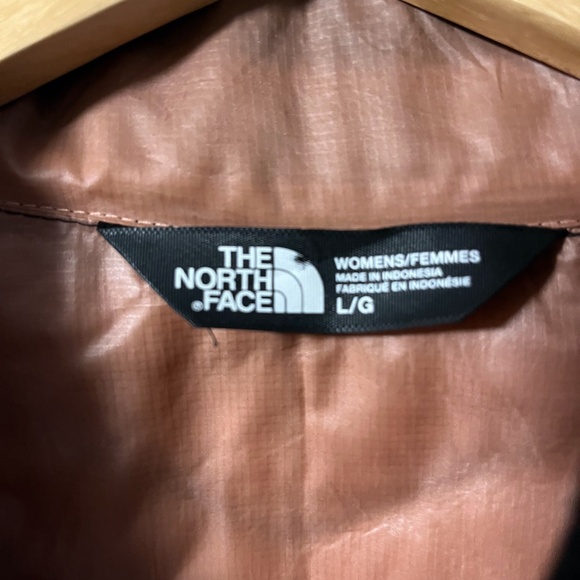 THE
NORTH
FACE
WOMENS/FEMMES
MADE IN INDONESIA
FABRIQUÉ EN INDONÉSIE
L/G